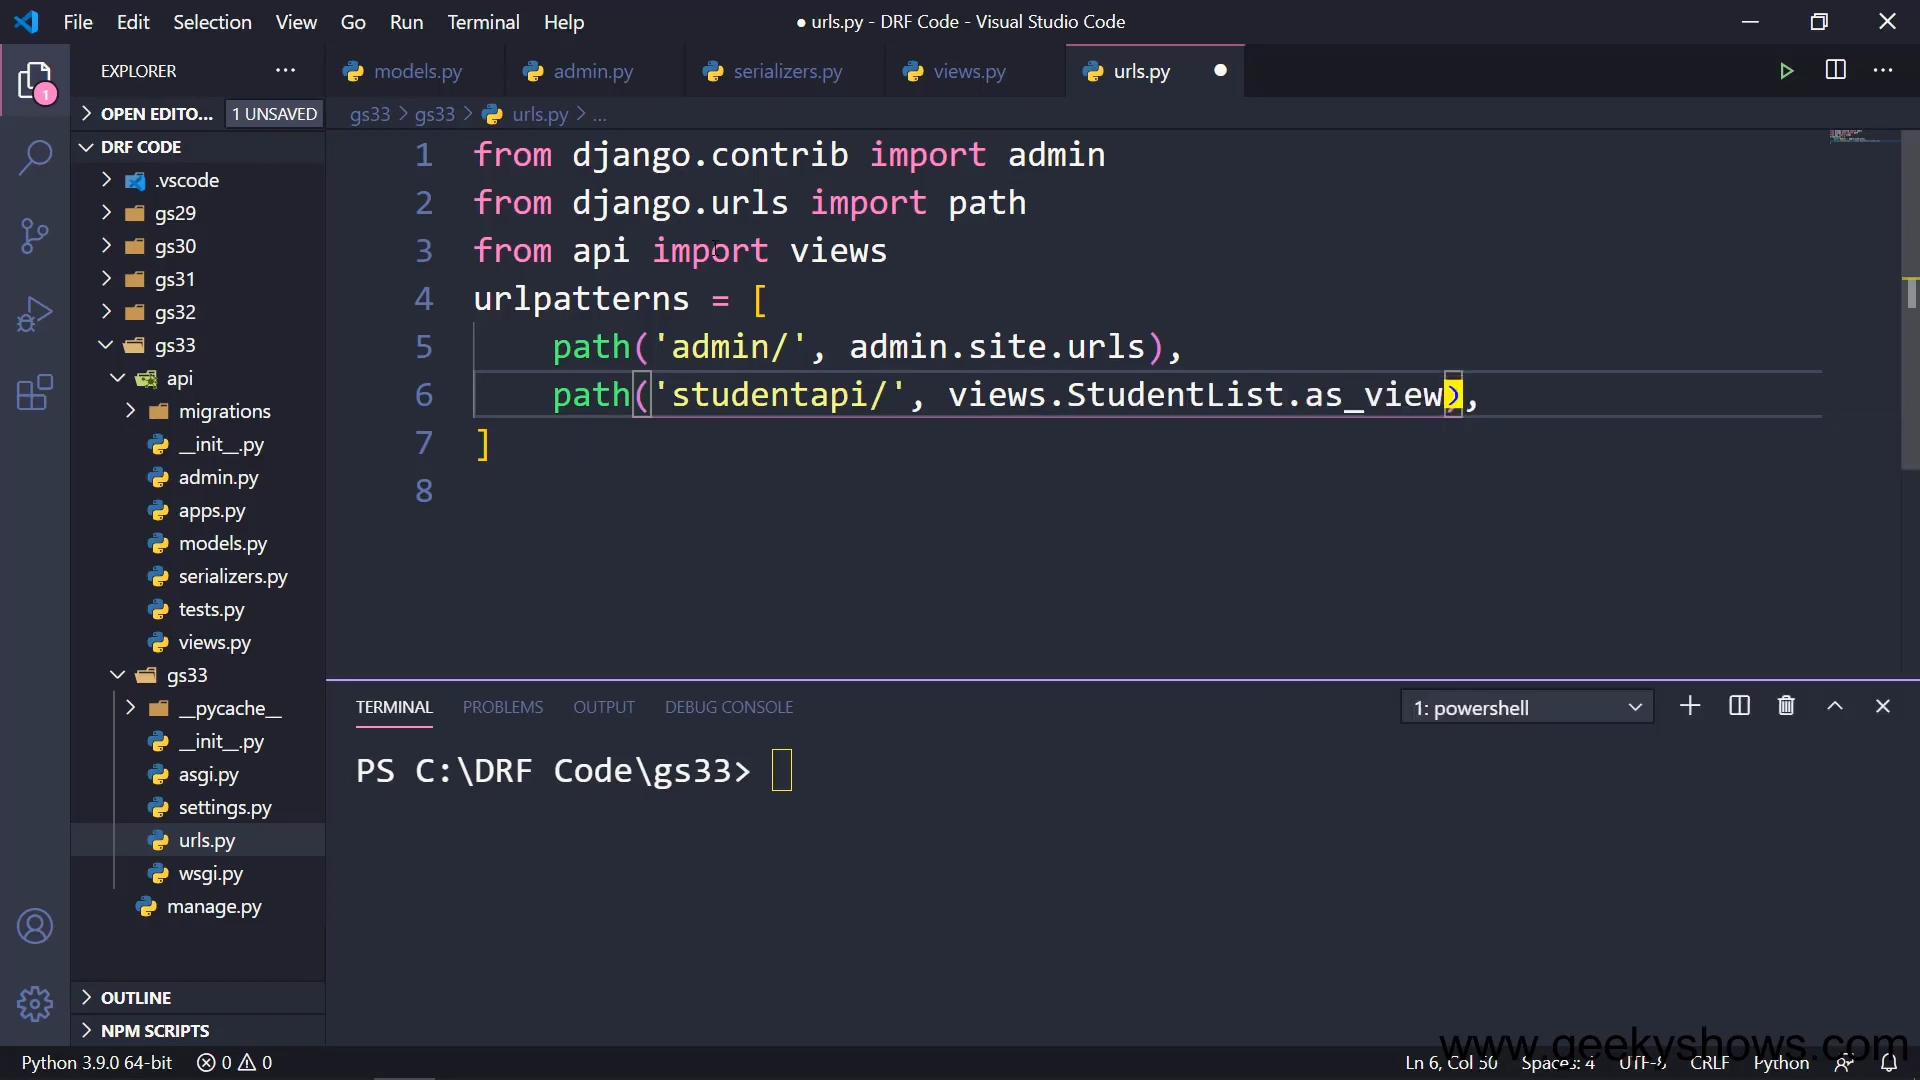 File Edit Selection View Go Run Terminal Help
● urls.py - DRF Code - Visual Studio Code
EXPLORER
models.py admin.py serializers.py views.py urls.py
OPEN EDITO... 1 UNSAVED
gs33 > gs33 > urls.py > ...
DRF CODE
.vscode
gs29
gs30
gs31
gs32
gs33
api
migrations
__init__.py
admin.py
apps.py
models.py
serializers.py
tests.py
views.py
gs33
__pycache__
__init__.py
asgi.py
settings.py
urls.py
wsgi.py
manage.py
OUTLINE
NPM SCRIPTS
1
1 from django.contrib import admin
2 from django.urls import path
3 from api import views
4 urlpatterns = [
5 path('admin/', admin.site.urls),
6 path('studentapi/', views.StudentList.as_view),
7 ]
8
TERMINAL PROBLEMS OUTPUT DEBUG CONSOLE
1: powershell
PS C:\DRF Code\gs33>
www.geekyshows.com
Python 3.9.0 64-bit 0 0
Ln 6, Col 50 Spaces: 4 UTF-8 CRLF Python